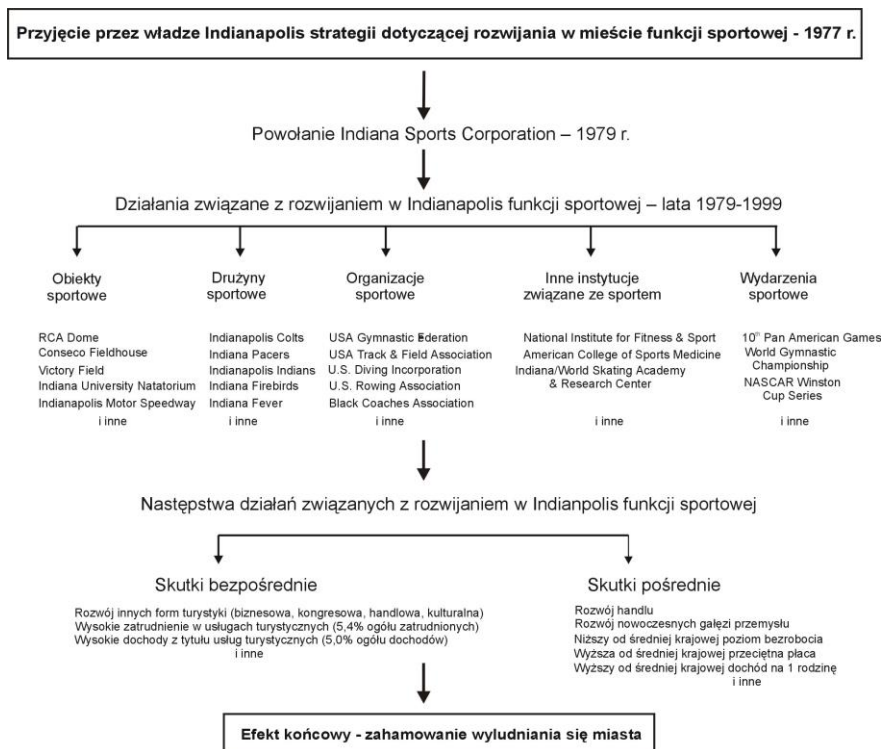 Przyjęcie przez władze Indianapolis strategii dotyczącej rozwijania w mieście funkcji sportowej - 1977 r.
Powołanie Indiana Sports Corporation – 1979 r.
Działania związane z rozwijaniem w Indianapolis funkcji sportowej – lata 1979-1999
Obiekty
sportowe
RCA Dome
Conseco Fieldhouse
Victory Field
Indiana University Natatorium
Indianapolis Motor Speedway
i inne
Drużyny
sportowe
Indianapolis Colts
Indiana Pacers
Indianapolis Indians
Indiana Firebirds
Indiana Fever
i inne
Organizacje
sportowe
USA Gymnastic Federation
USA Track & Field Association
U.S. Diving Incorporation
U.S. Rowing Association
Black Coaches Association
i inne
Inne instytucje
związane ze sportem
National Institute for Fitness & Sport
American College of Sports Medicine
Indiana/World Skating Academy
& Research Center
i inne
Wydarzenia
sportowe
10th Pan American Games
World Gymnastic
Championship
NASCAR Winston
Cup Series
i inne
Następstwa działań związanych z rozwijaniem w Indianpolis funkcji sportowej
Skutki bezpośrednie
Rozwój innych form turystyki (biznesowa, kongresowa, handlowa, kulturalna)
Wysokie zatrudnienie w usługach turystycznych (5,4% ogółu zatrudnionych)
Wysokie dochody z tytułu usług turystycznych (5,0% ogółu dochodów)
i inne
Skutki pośrednie
Rozwój handlu
Rozwój nowoczesnych gałęzi przemysłu
Niższy od średniej krajowej poziom bezrobocia
Wyższa od średniej krajowej przeciętna płaca
Wyższy od średniej krajowej dochód na 1 rodzinę
i inne
Efekt końcowy - zahamowanie wyludniania się miasta